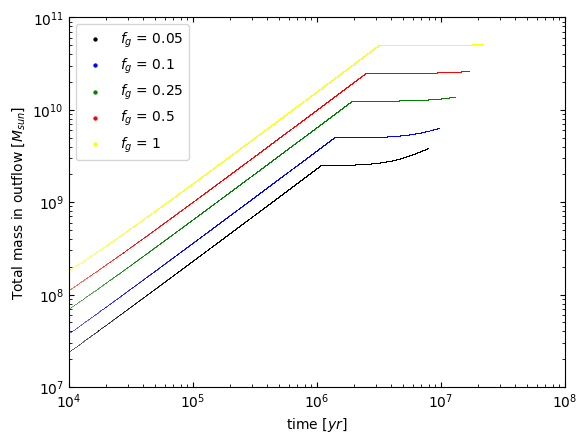 10^11
10^10
10^9
10^8
10^7
Total mass in outflow [M_sun]
f_g = 0.05
f_g = 0.1
f_g = 0.25
f_g = 0.5
f_g = 1
10^4 10^5 10^6 10^7 10^8
time [yr]